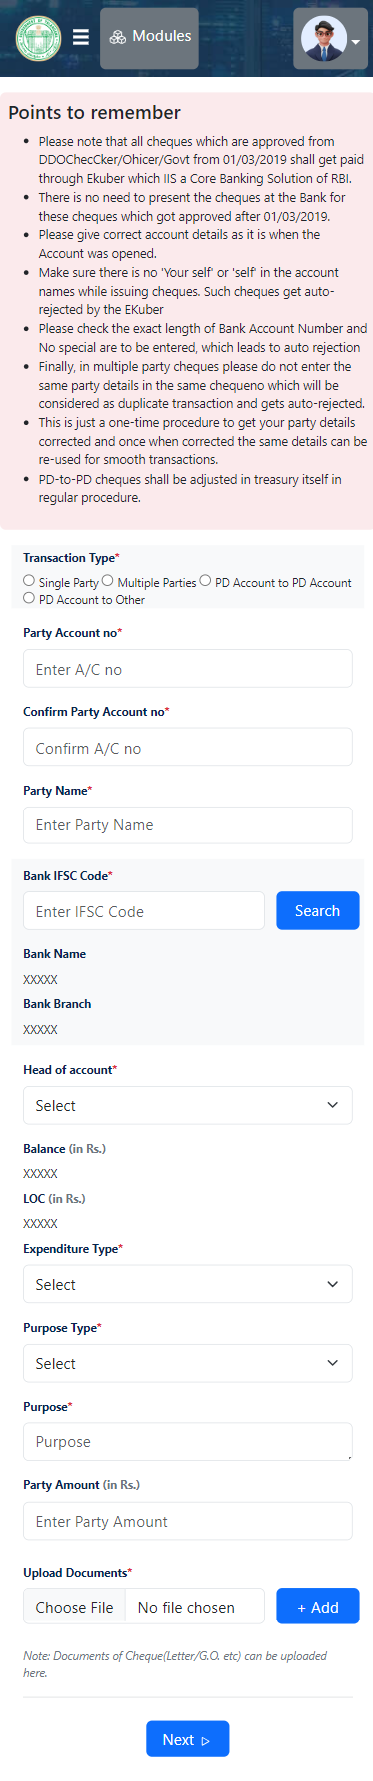 Modules
Points to remember
Please note that all cheques which are approved from
DDOChecCker/Ohicer/Govt from 01/03/2019 shall get paid
through Ekuber which IIS a Core Banking Solution of RBI.
There is no need to present the cheques at the Bank for
these cheques which got approved after 01/03/2019.
Please give correct account details as it is when the
Account was opened.
Make sure there is no 'Your self' or 'self' in the account
names while issuing cheques. Such cheques get auto-
rejected by the EKuber
Please check the exact length of Bank Account Number and
No special are to be entered, which leads to auto rejection
Finally, in multiple party cheques please do not enter the
same party details in the same chequeno which will be
considered as duplicate transaction and gets auto-rejected.
This is just a one-time procedure to get your party details
corrected and once when corrected the same details can be
re-used for smooth transactions.
PD-to-PD cheques shall be adjusted in treasury itself in
regular procedure.
Transaction Type*
Single Party Multiple Parties PD Account to PD Account
PD Account to Other
Party Account no*
Enter A/C no
Confirm Party Account no*
Confirm A/C no
Party Name*
Enter Party Name
Bank IFSC Code*
Enter IFSC Code Search
Bank Name
XXXXX
Bank Branch
XXXXX
Head of account*
Select
Balance (in Rs.)
XXXXX
LOC (in Rs.)
XXXXX
Expenditure Type*
Select
Purpose Type*
Select
Purpose*
Purpose
Party Amount (in Rs.)
Enter Party Amount
Upload Documents*
Choose File No file chosen + Add
Note: Documents of Cheque(Letter/G.O. etc) can be uploaded
here.
Next